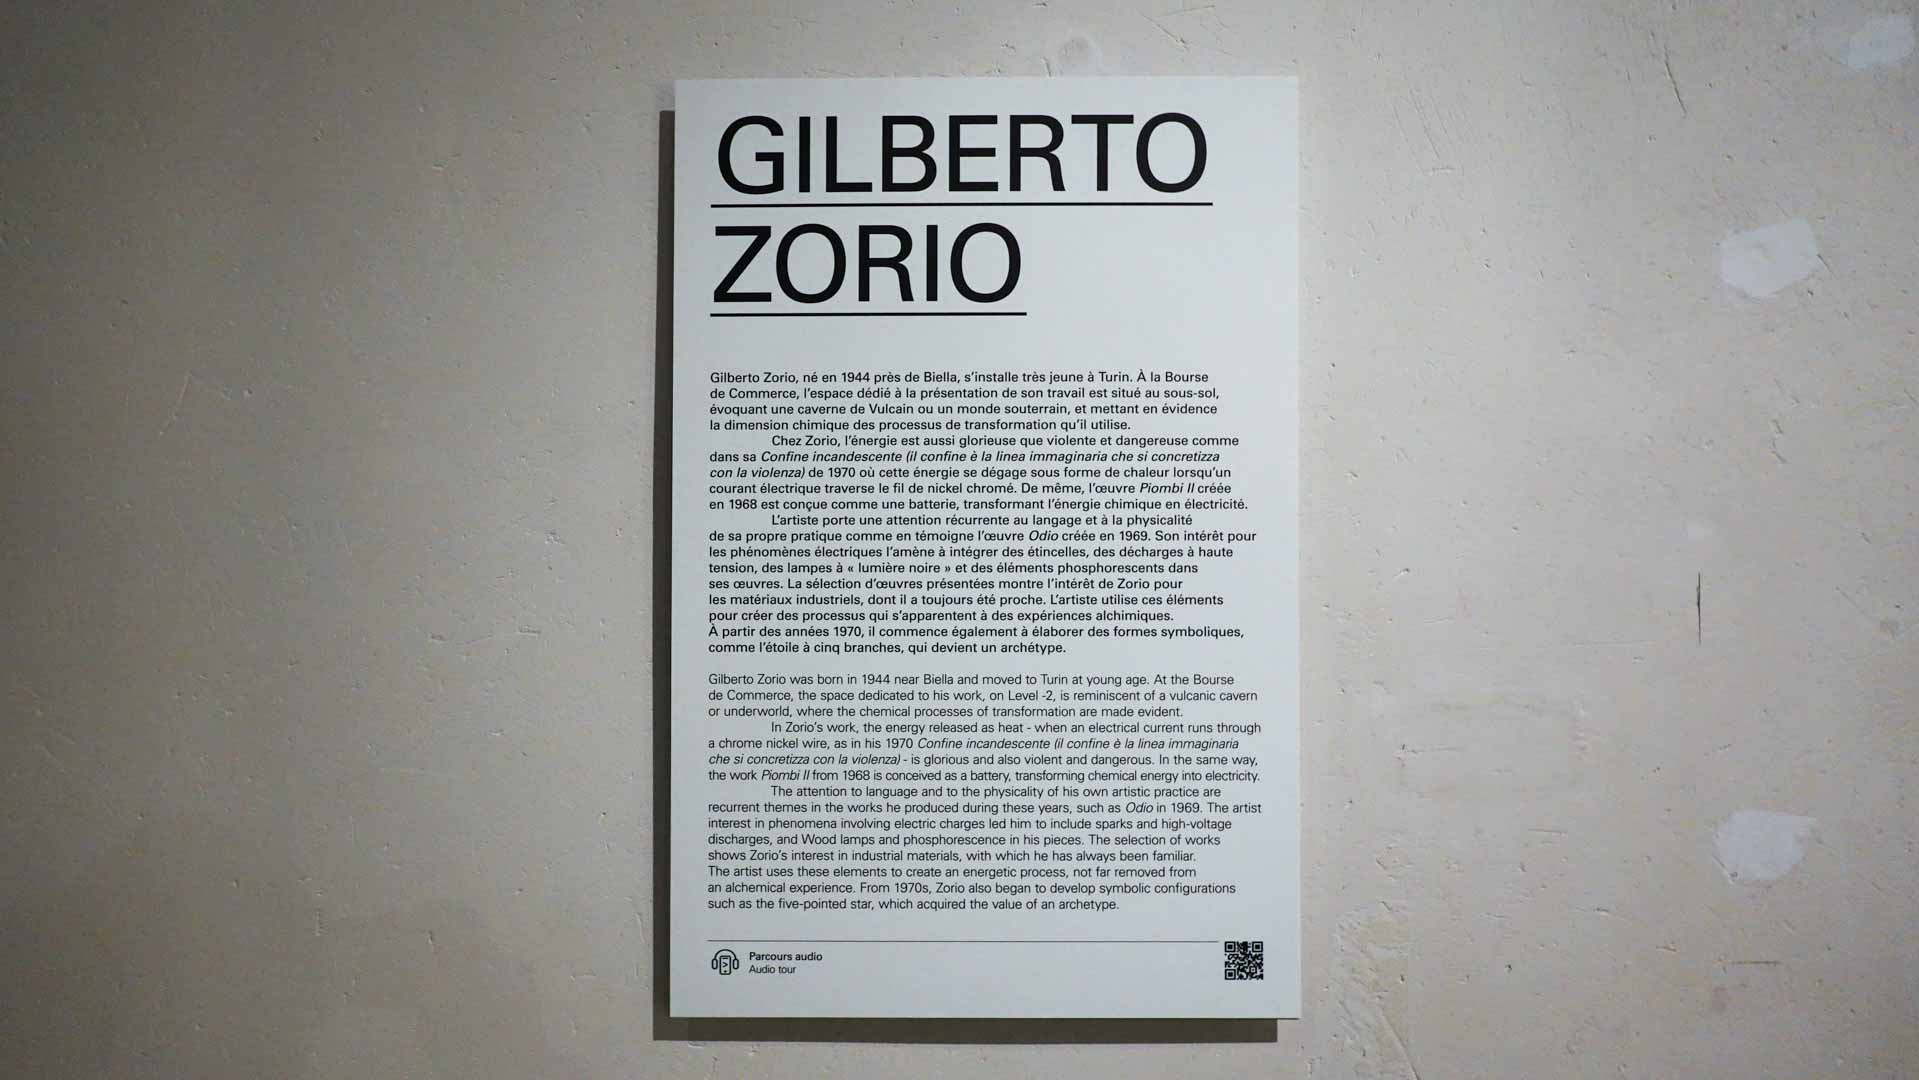 GILBERTO
ZORIO
Gilberto Zorio, né en 1944 près de Biella, s’installe très jeune à Turin. À la Bourse
de Commerce, l’espace dédié à la présentation de son travail est situé au sous-sol,
évoquant une caverne de Vulcain ou un monde souterrain, et mettant en évidence
la dimension chimique des processus de transformation qu’il utilise.
Chez Zorio, l’énergie est aussi glorieuse que violente et dangereuse comme
dans sa Confine incandescente (il confine è la linea immaginaria che si concretizza
con la violenza) de 1970 où cette énergie se dégage sous forme de chaleur lorsqu’un
courant électrique traverse le fil de nickel chromé. De même, l’œuvre Piombi II créée
en 1968 est conçue comme une batterie, transformant l’énergie chimique en électricité.
L’artiste porte une attention récurrente au langage et à la physicalité
de sa propre pratique comme en témoigne l’œuvre Odio créée en 1969. Son intérêt pour
les phénomènes électriques l’amène à intégrer des étincelles, des décharges à haute
tension, des lampes à « lumière noire » et des éléments phosphorescents dans
ses œuvres. La sélection d’œuvres présentées montre l’intérêt de Zorio pour
les matériaux industriels, dont il a toujours été proche. L’artiste utilise ces éléments
pour créer des processus qui s’apparentent à des expériences alchimiques.
À partir des années 1970, il commence également à élaborer des formes symboliques,
comme l’étoile à cinq branches, qui devient un archétype.
Gilberto Zorio was born in 1944 near Biella and moved to Turin at young age. At the Bourse
de Commerce, the space dedicated to his work, on Level -2, is reminiscent of a vulcanic cavern
or underworld, where the chemical processes of transformation are made evident.
In Zorio’s work, the energy released as heat - when an electrical current runs through
a chrome nickel wire, as in his 1970 Confine incandescente (il confine è la linea immaginaria
che si concretizza con la violenza) - is glorious and also violent and dangerous. In the same way,
the work Piombi II from 1968 is conceived as a battery, transforming chemical energy into electricity.
The attention to language and to the physicality of his own artistic practice are
recurrent themes in the works he produced during these years, such as Odio in 1969. The artist
interest in phenomena involving electric charges led him to include sparks and high-voltage
discharges, and Wood lamps and phosphorescence in his pieces. The selection of works
shows Zorio’s interest in industrial materials, with which he has always been familiar.
The artist uses these elements to create an energetic process, not far removed from
an alchemical experience. From 1970s, Zorio also began to develop symbolic configurations
such as the five-pointed star, which acquired the value of an archetype.
Parcours audio
Audio tour